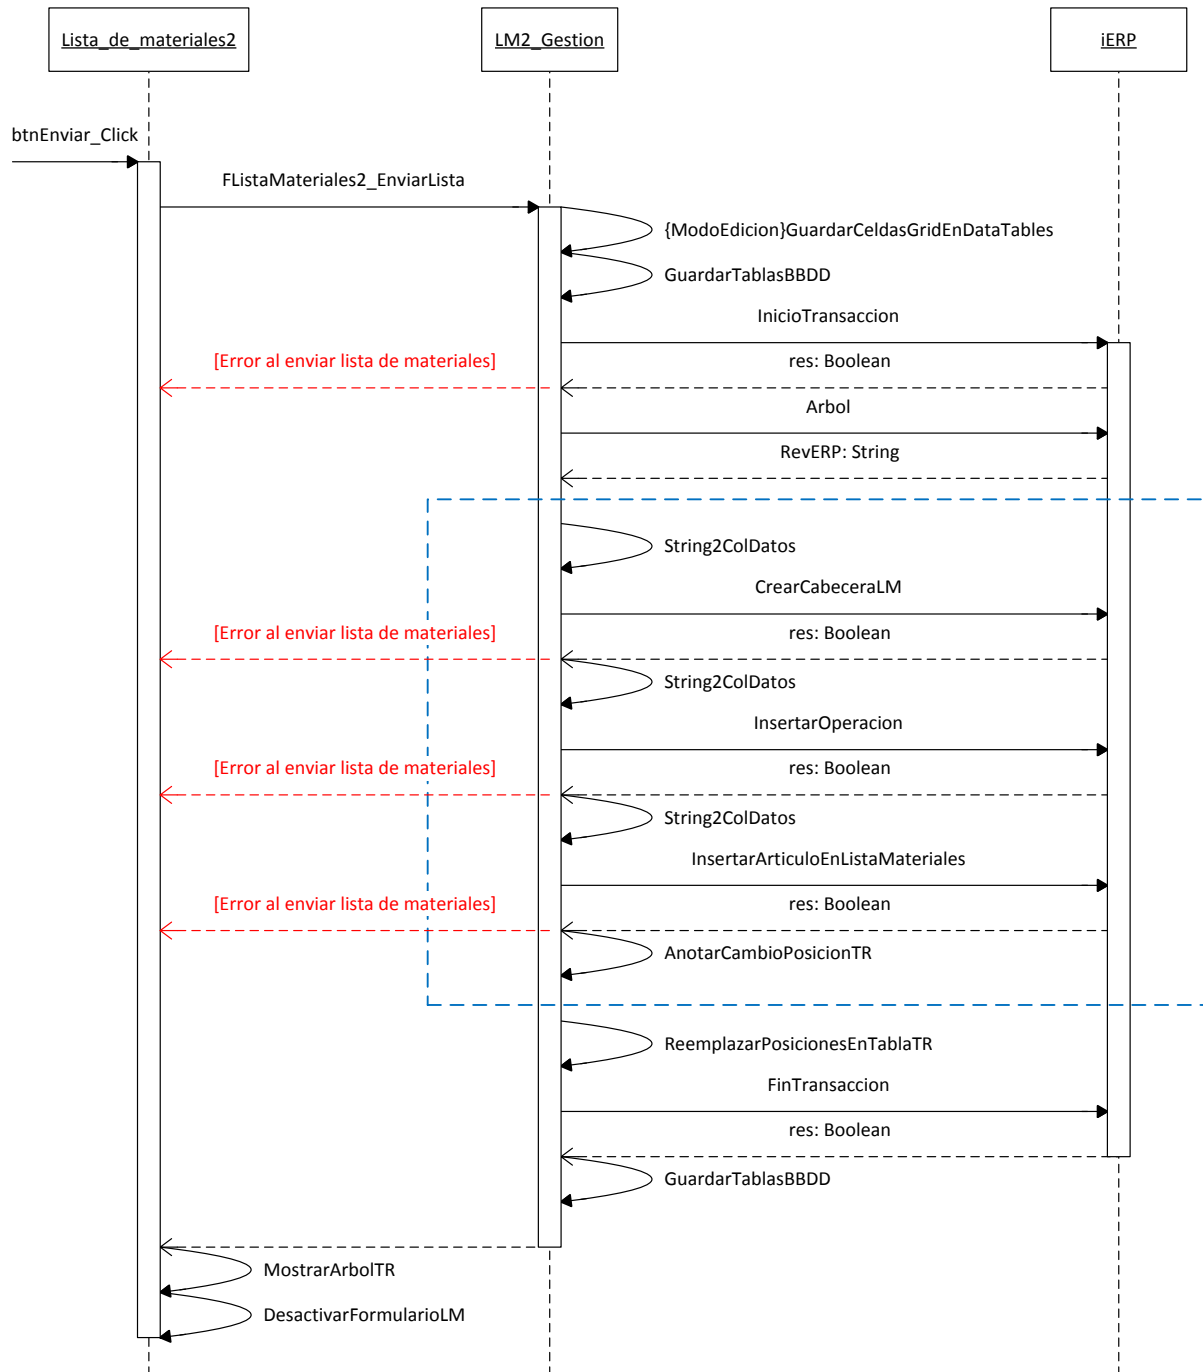 Lista_de_materiales2
LM2_Gestion
iERP
btnEnviar_Click
FListaMateriales2_EnviarLista
{ModoEdicion}GuardarCeldasGridEnDataTables
GuardarTablasBBDD
InicioTransaccion
[Error al enviar lista de materiales]
res: Boolean
Arbol
RevERP: String
String2ColDatos
CrearCabeceraLM
[Error al enviar lista de materiales]
res: Boolean
String2ColDatos
InsertarOperacion
[Error al enviar lista de materiales]
res: Boolean
String2ColDatos
InsertarArticuloEnListaMateriales
[Error al enviar lista de materiales]
res: Boolean
AnotarCambioPosicionTR
ReemplazarPosicionesEnTablaTR
FinTransaccion
res: Boolean
GuardarTablasBBDD
MostrarArbolTR
DesactivarFormularioLM